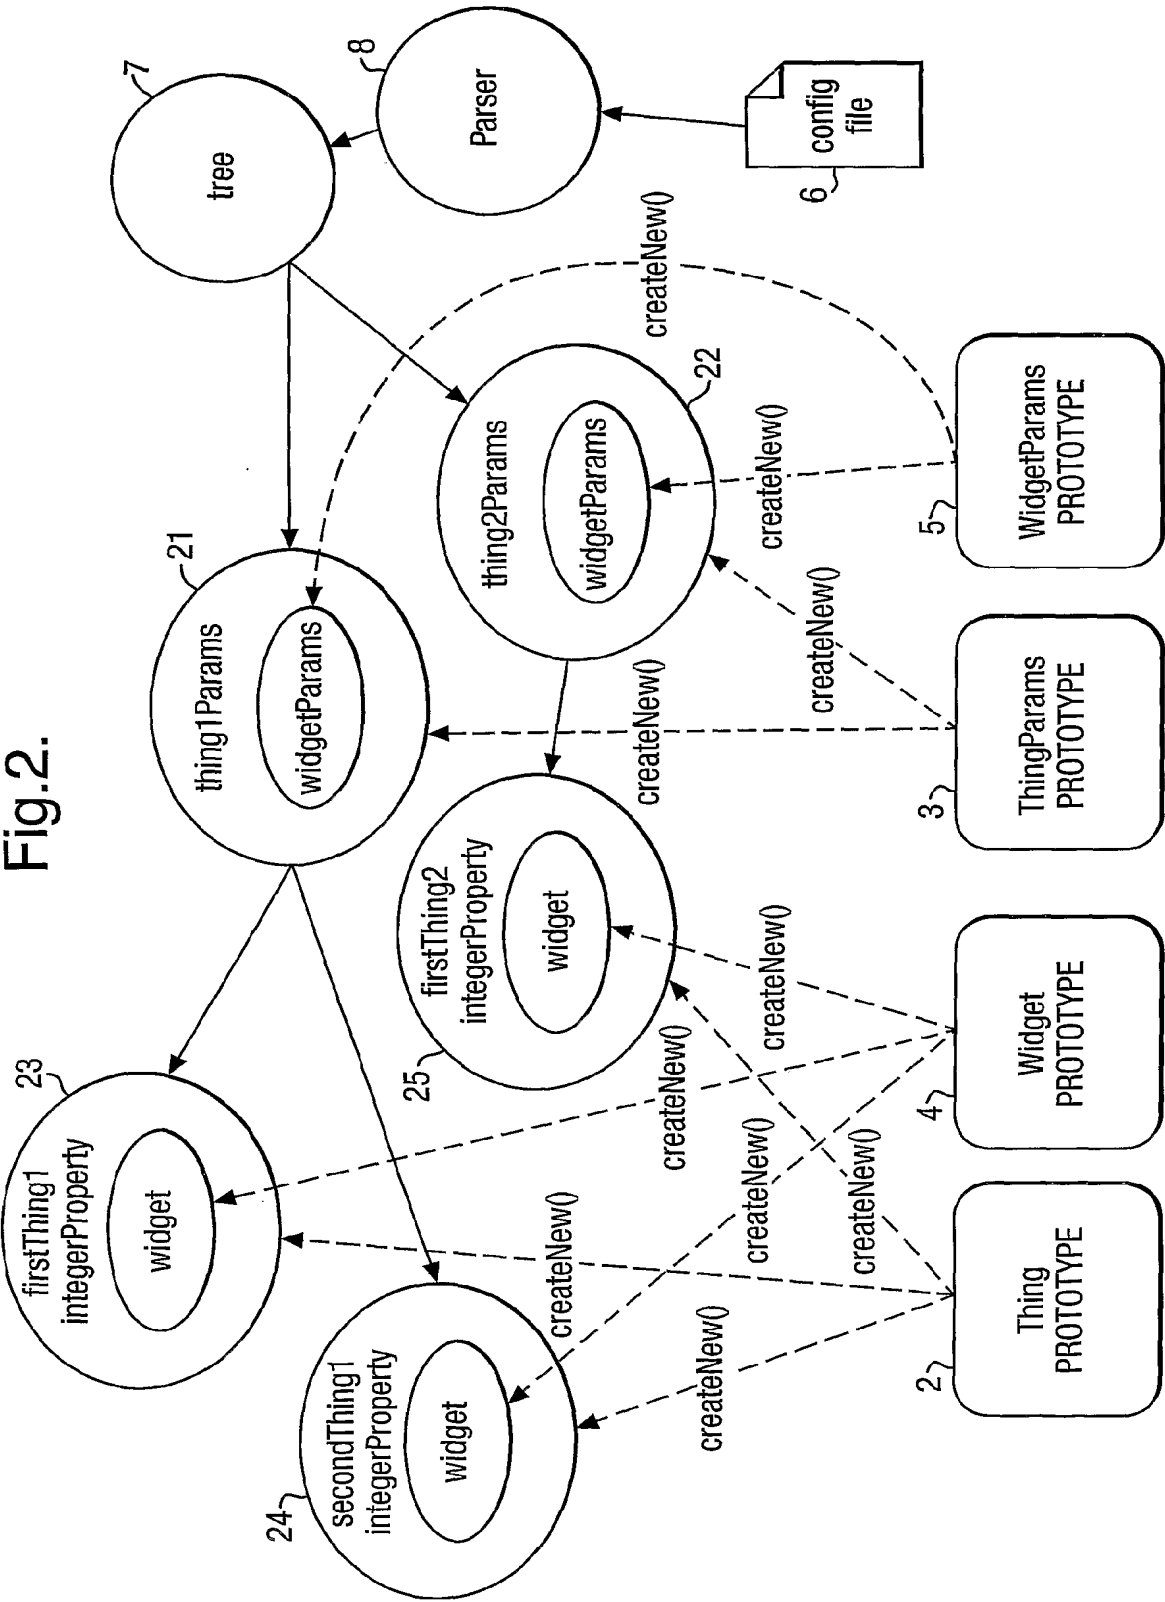 Fig.2.
23
firstThing1
integerProperty
widget
24
secondThing1
integerProperty
widget
21
thing1Params
widgetParams
7
tree
8
Parser
6
config
file
22
thing2Params
widgetParams
25
firstThing2
integerProperty
widget
createNew()
createNew()
createNew()
createNew()
createNew()
createNew()
createNew()
createNew()
createNew()
createNew()
2
Thing
PROTOTYPE
4
Widget
PROTOTYPE
3
ThingParams
PROTOTYPE
5
WidgetParams
PROTOTYPE